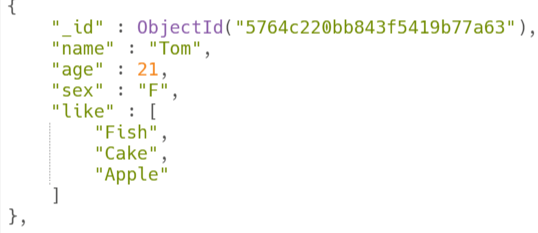 {
"_id" : ObjectId("5764c220bb843f5419b77a63"),
"name" : "Tom",
"age" : 21,
"sex" : "F",
"like" : [
"Fish",
"Cake",
"Apple"
]
},